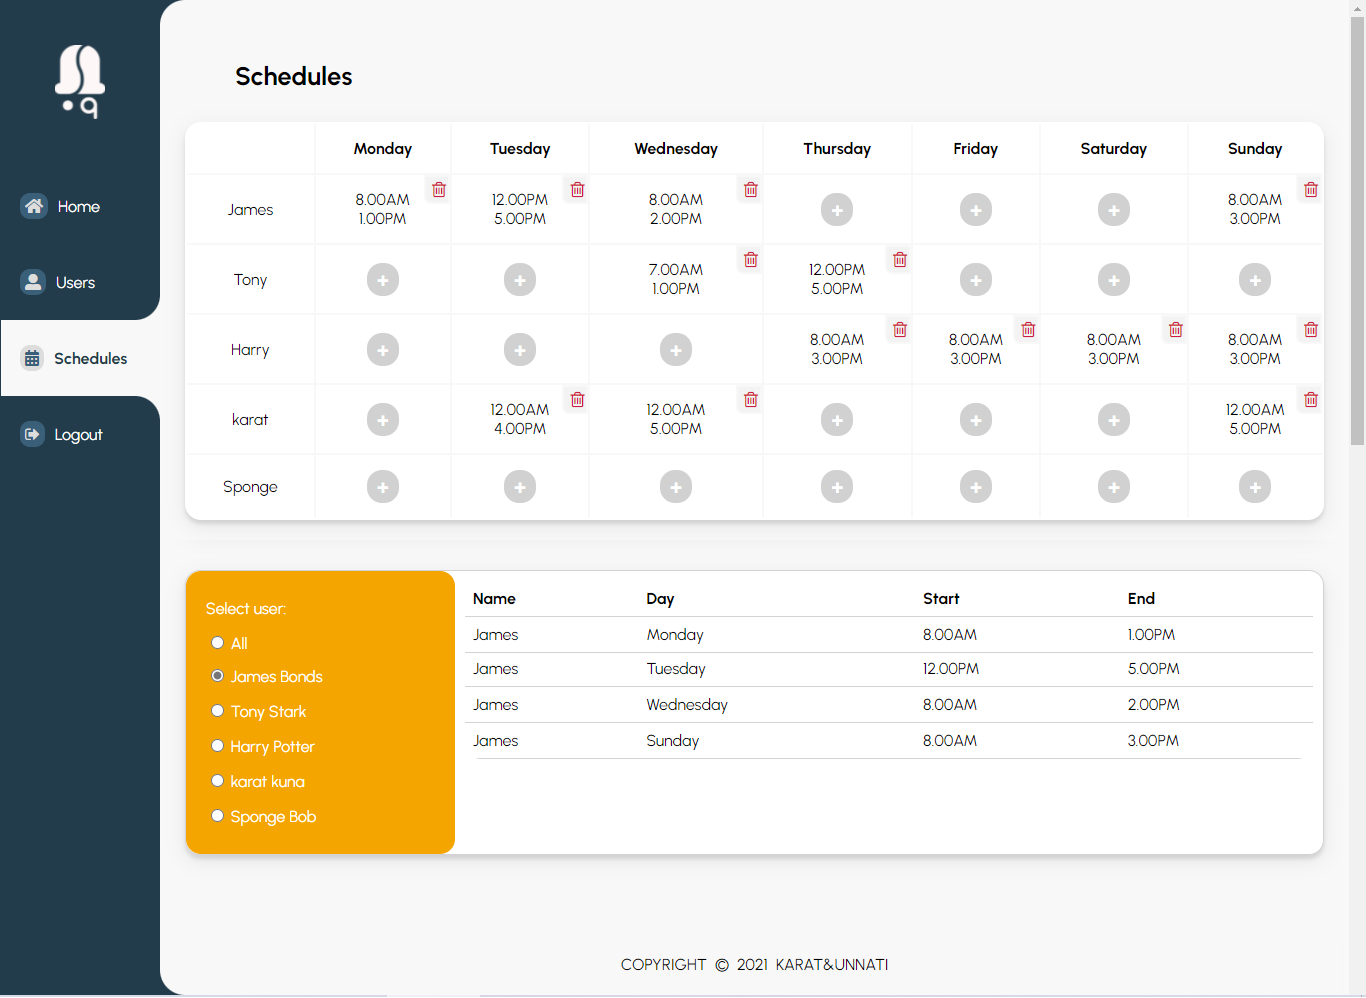 Schedules
Monday Tuesday Wednesday Thursday Friday Saturday Sunday
James 8.00AM 12.00PM 8.00AM 8.00AM
1.00PM 5.00PM 2.00PM 3.00PM
Tony 7.00AM 12.00PM
1.00PM 5.00PM
Harry 8.00AM 8.00AM 8.00AM 8.00AM
3.00PM 3.00PM 3.00PM 3.00PM
karat 12.00AM 12.00AM 12.00AM
4.00PM 5.00PM 5.00PM
Sponge
Home
Users
Schedules
Logout
Select user:
All
James Bonds
Tony Stark
Harry Potter
karat kuna
Sponge Bob
Name Day Start End
James Monday 8.00AM 1.00PM
James Tuesday 12.00PM 5.00PM
James Wednesday 8.00AM 2.00PM
James Sunday 8.00AM 3.00PM
COPYRIGHT © 2021 KARAT&UNNATI